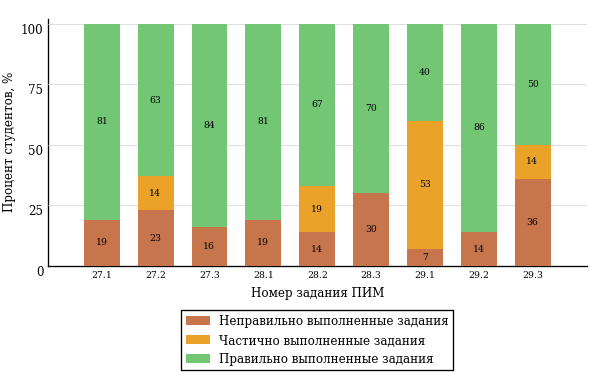 Процент студентов, %
100
75
50
25
0
81 63 84 81 67 70 40 86 50
14 19 53 14
19 23 16 19 14 30 7 14 36
27.1 27.2 27.3 28.1 28.2 28.3 29.1 29.2 29.3
Номер задания ПИМ
Неправильно выполненные задания
Частично выполненные задания
Правильно выполненные задания